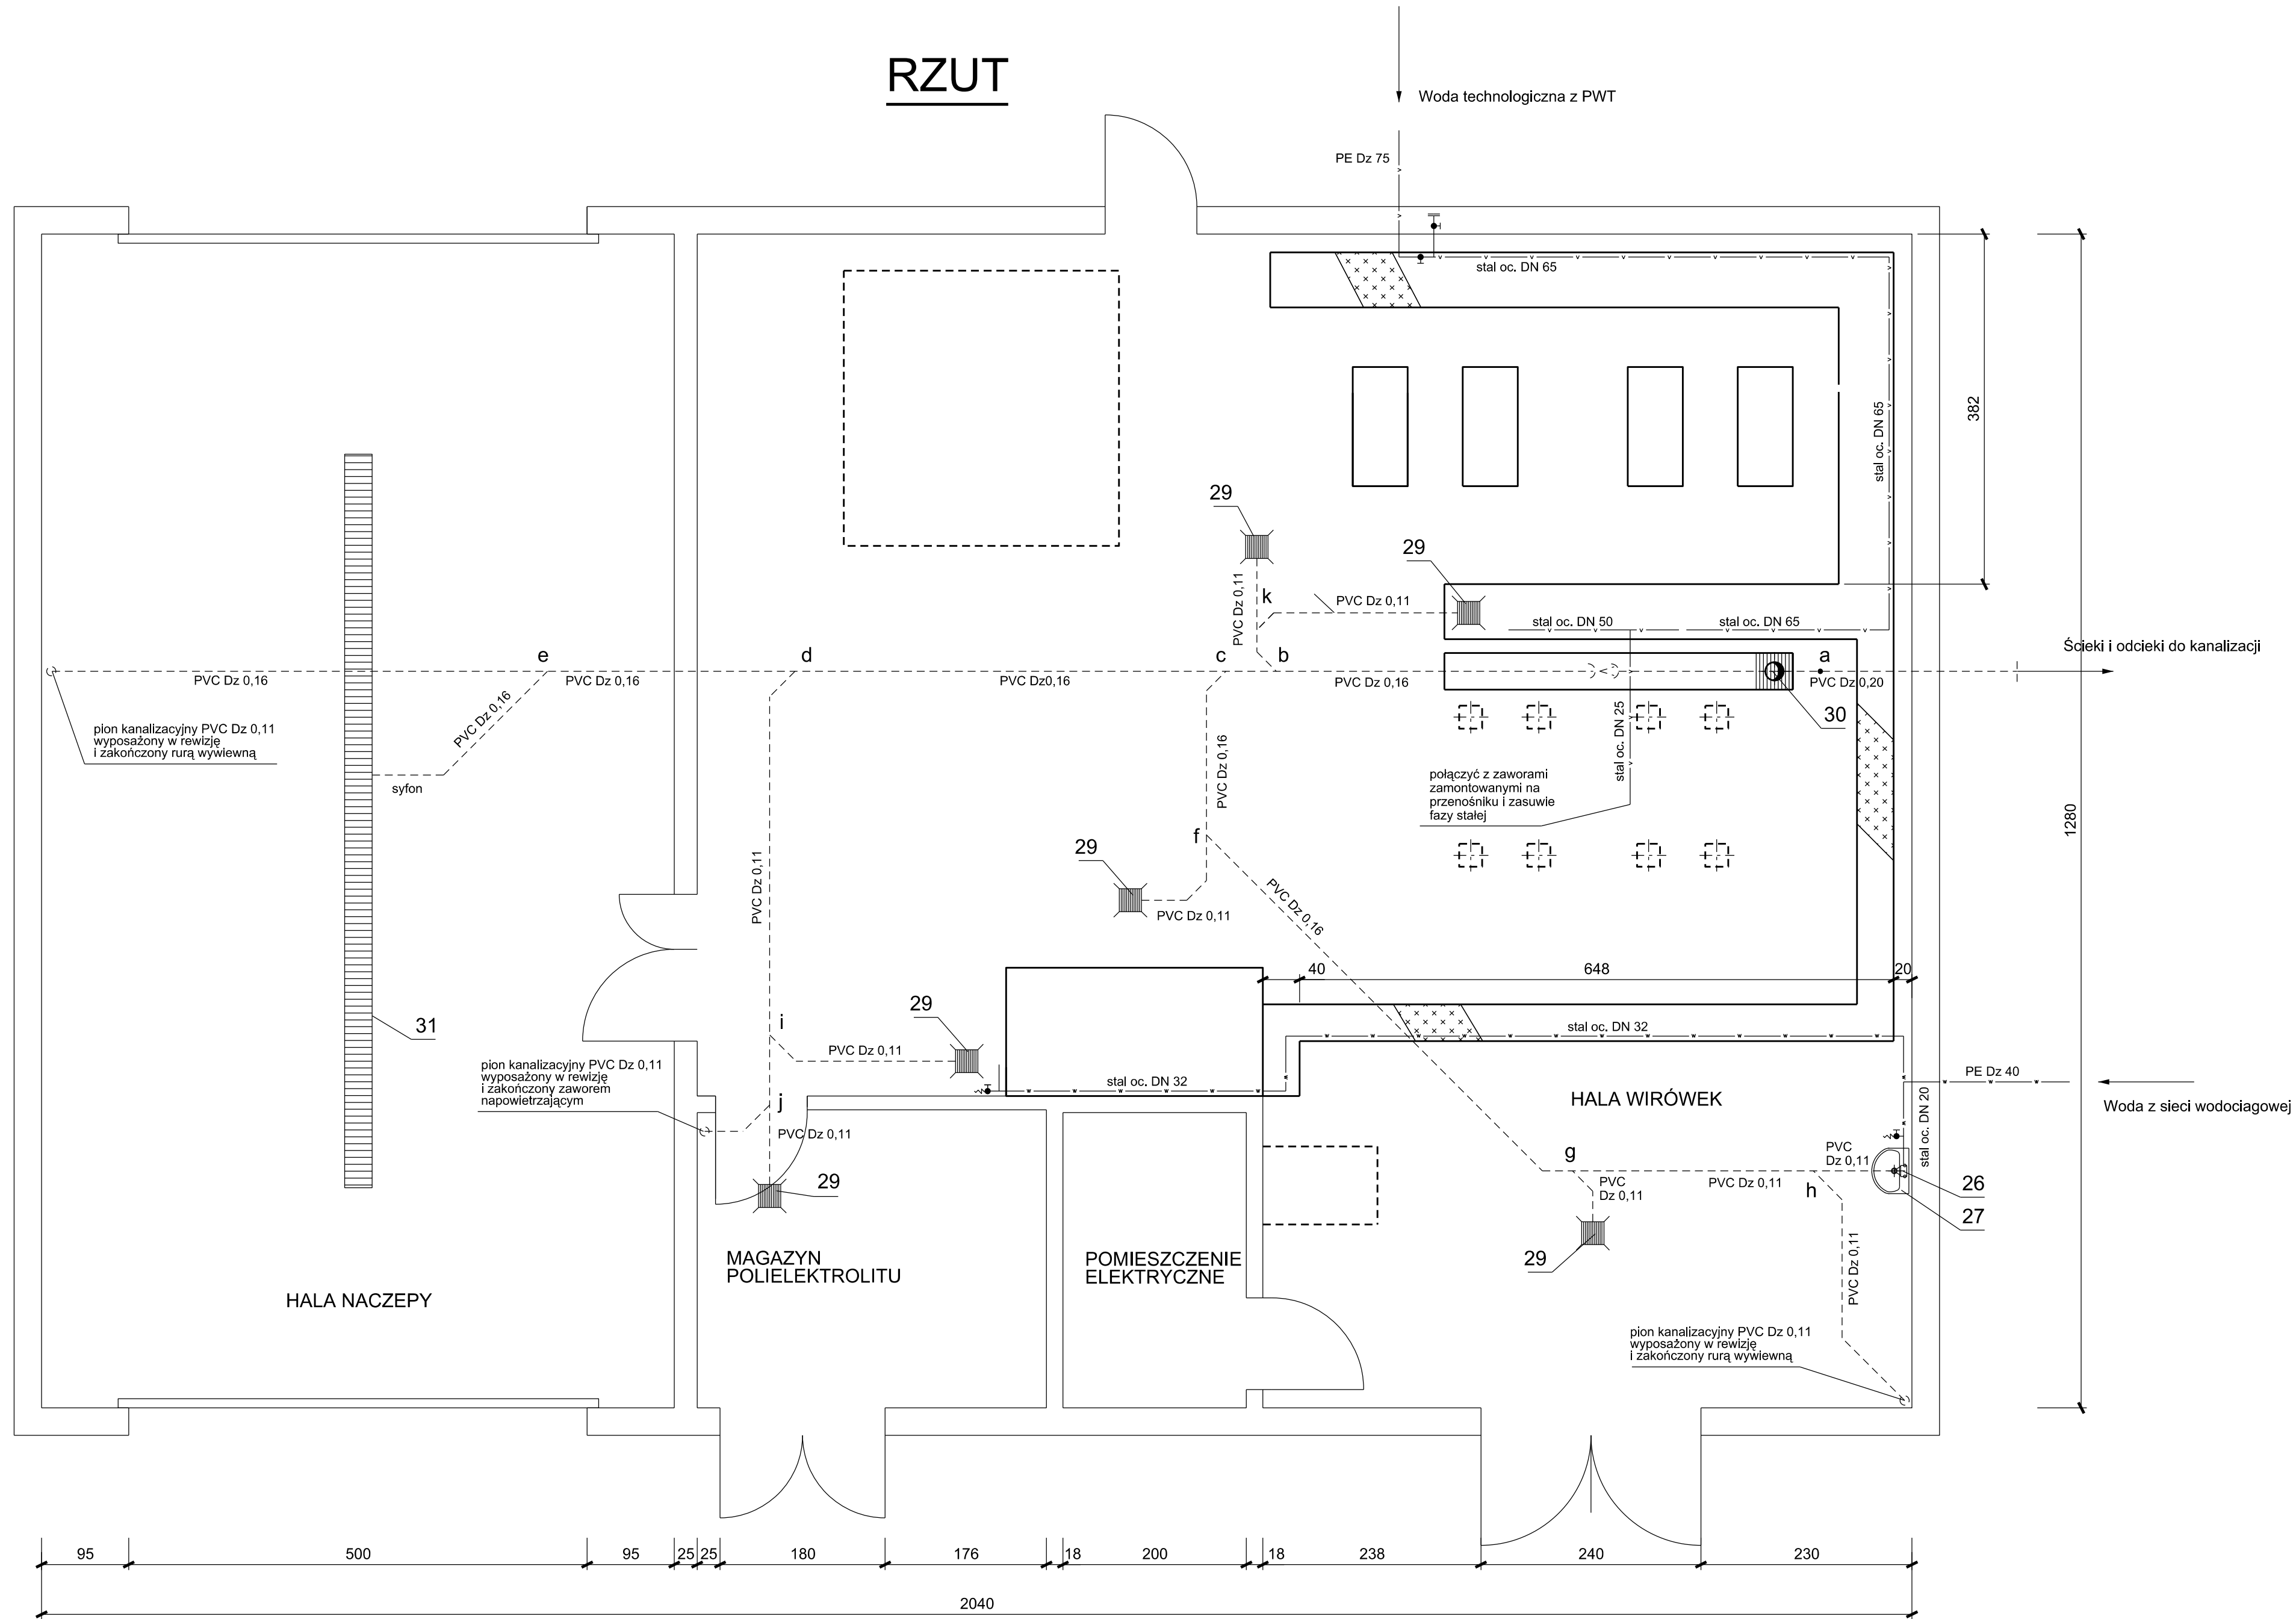 RZUT
Woda technologiczna z PWT
PE Dz 75
stal oc. DN 65
382
stal oc. DN 65
29
29
PVC Dz 0,11
k
PVC Dz 0,11
stal oc. DN 50
stal oc. DN 65
Ścieki i odcieki do kanalizacji
e
d
c
b
a
PVC Dz 0,16
PVC Dz 0,16
PVC Dz0,16
PVC Dz 0,16
PVC Dz 0,20
PVC Dz 0,16
30
pion kanalizacyjny PVC Dz 0,11
wyposażony w rewizję
i zakończony rurą wywiewną
stal oc. DN 25
PVC Dz 0,16
syfon
połączyć z zaworami
zamontowanymi na
przenośniku i zasuwie
fazy stałej
1280
f
29
PVC Dz 0,11
PVC Dz 0,11
PVC Dz 0,16
40
648
20
29
31
i
PVC Dz 0,11
stal oc. DN 32
pion kanalizacyjny PVC Dz 0,11
wyposażony w rewizję
i zakończony zaworem
napowietrzającym
stal oc. DN 32
PE Dz 40
j
HALA WIRÓWEK
Woda z sieci wodociagowej
stal oc. DN 20
PVC Dz 0,11
g
PVC
Dz 0,11
29
PVC
Dz 0,11
PVC Dz 0,11
h
26
27
MAGAZYN
POLIELEKTROLITU
POMIESZCZENIE
ELEKTRYCZNE
29
PVC Dz 0,11
HALA NACZEPY
pion kanalizacyjny PVC Dz 0,11
wyposażony w rewizję
i zakończony rurą wywiewną
95
500
95
25
25
180
176
18
200
18
238
240
230
2040